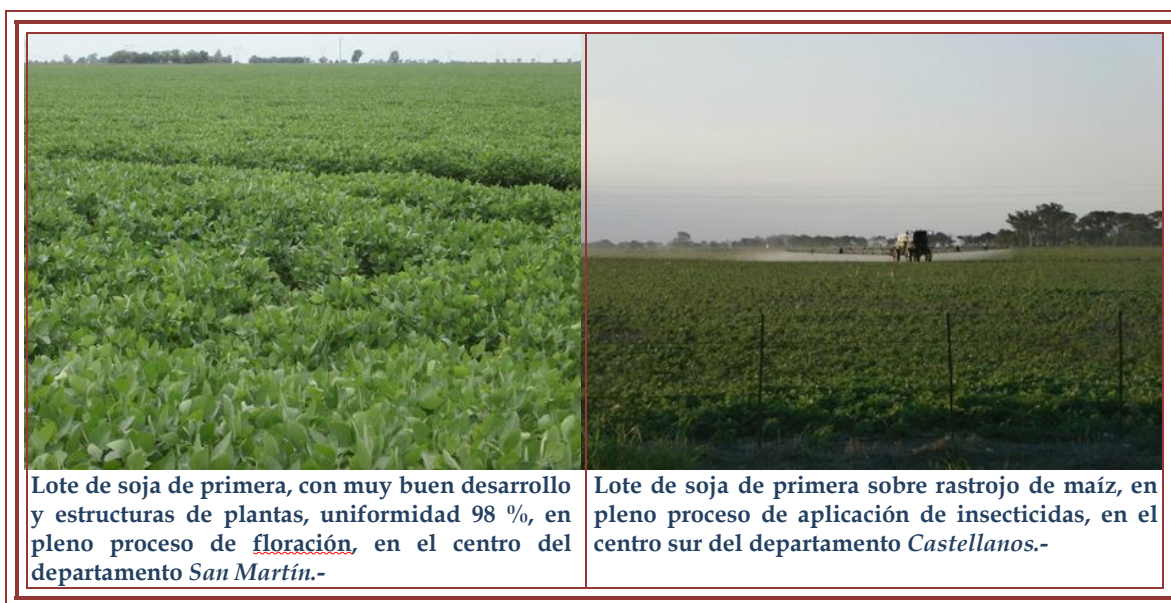 Lote de soja de primera, con muy buen desarrollo
y estructuras de plantas, uniformidad 98 %, en
pleno proceso de floración, en el centro del
departamento San Martín.-
Lote de soja de primera sobre rastrojo de maíz, en
pleno proceso de aplicación de insecticidas, en el
centro sur del departamento Castellanos.-